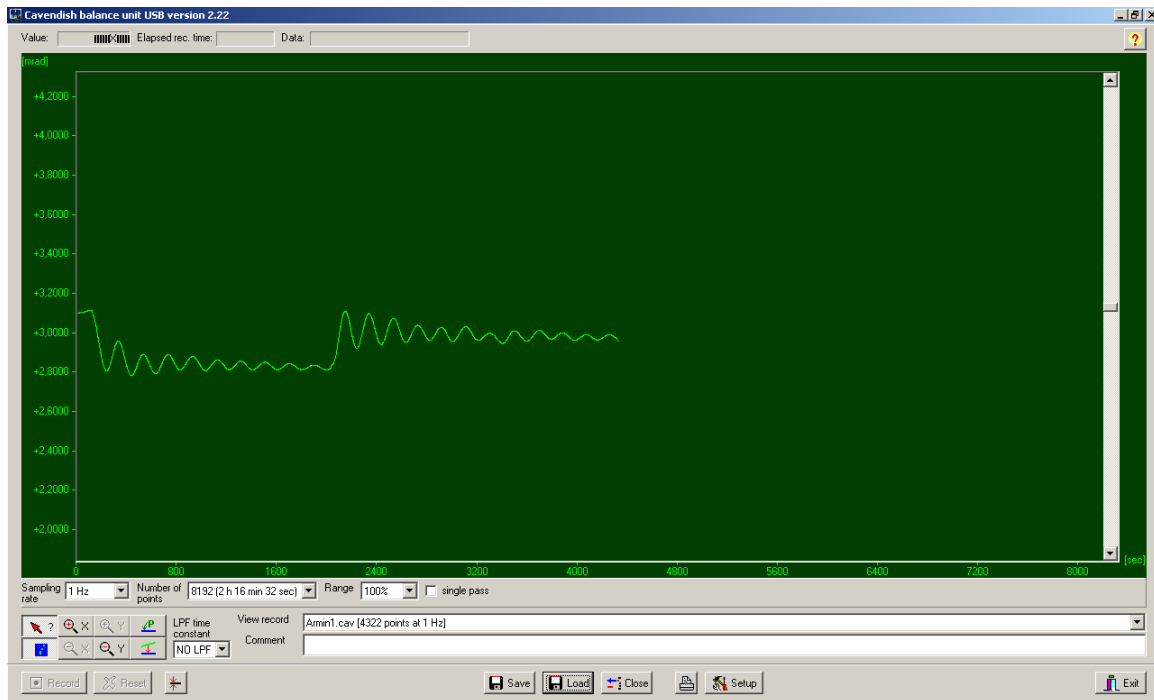 Cavendish balance unit USB version 2.22
Value: Elapsed rec. time: Data: ?
[mrad]
+4,2000
+4,0000
+3,8000
+3,6000
+3,4000
+3,2000
+3,0000
+2,8000
+2,6000
+2,4000
+2,2000
+2,0000
[sec]
0 800 1600 2400 3200 4000 4800 5600 6400 7200 8000
Sampling rate 1 Hz Number of points 8192 (2 h 16 min 32 sec) Range 100% single pass
? X Y P LPF time constant View record Armin1.cav [4322 points at 1 Hz]
X Y NO LPF Comment
Record Reset Save Load Close Setup Exit